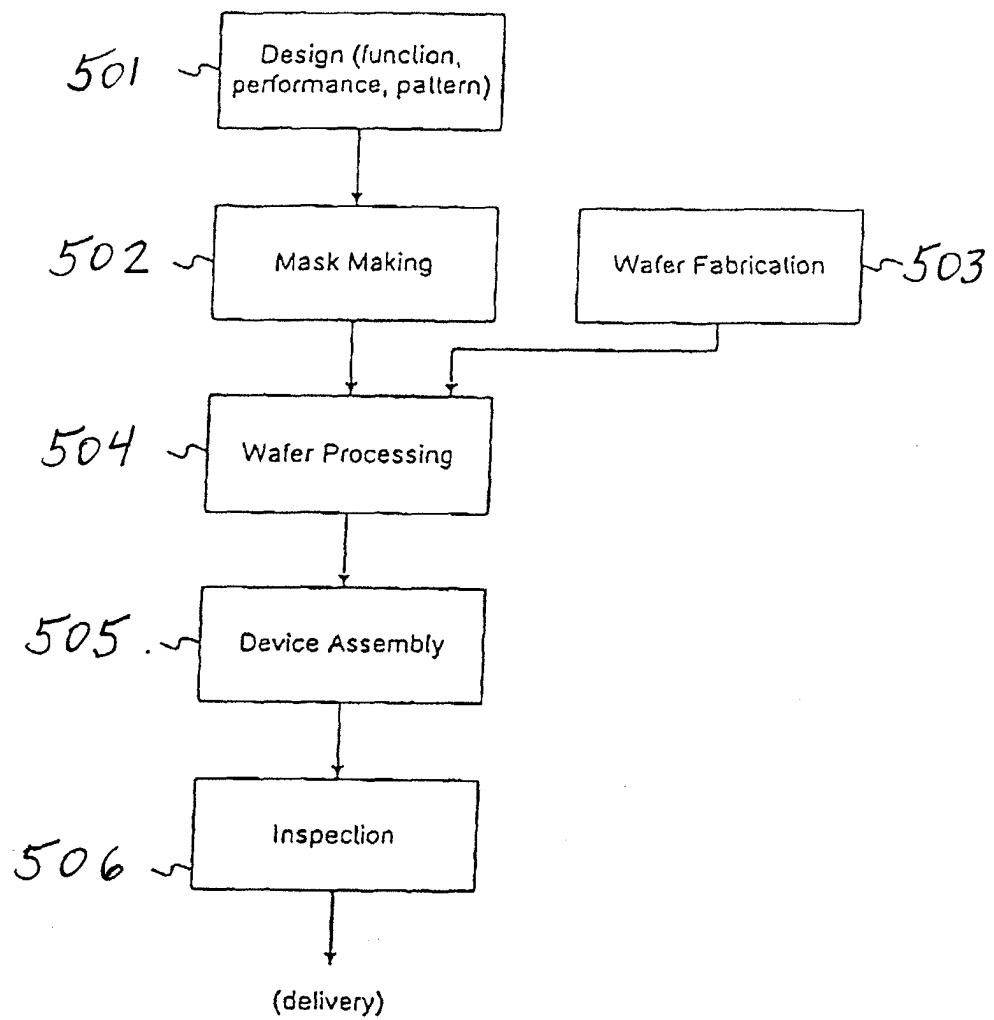 501
Design (function,
performance, pattern)
502
Mask Making
Wafer Fabrication
503
504
Wafer Processing
505
Device Assembly
506
Inspection
(delivery)